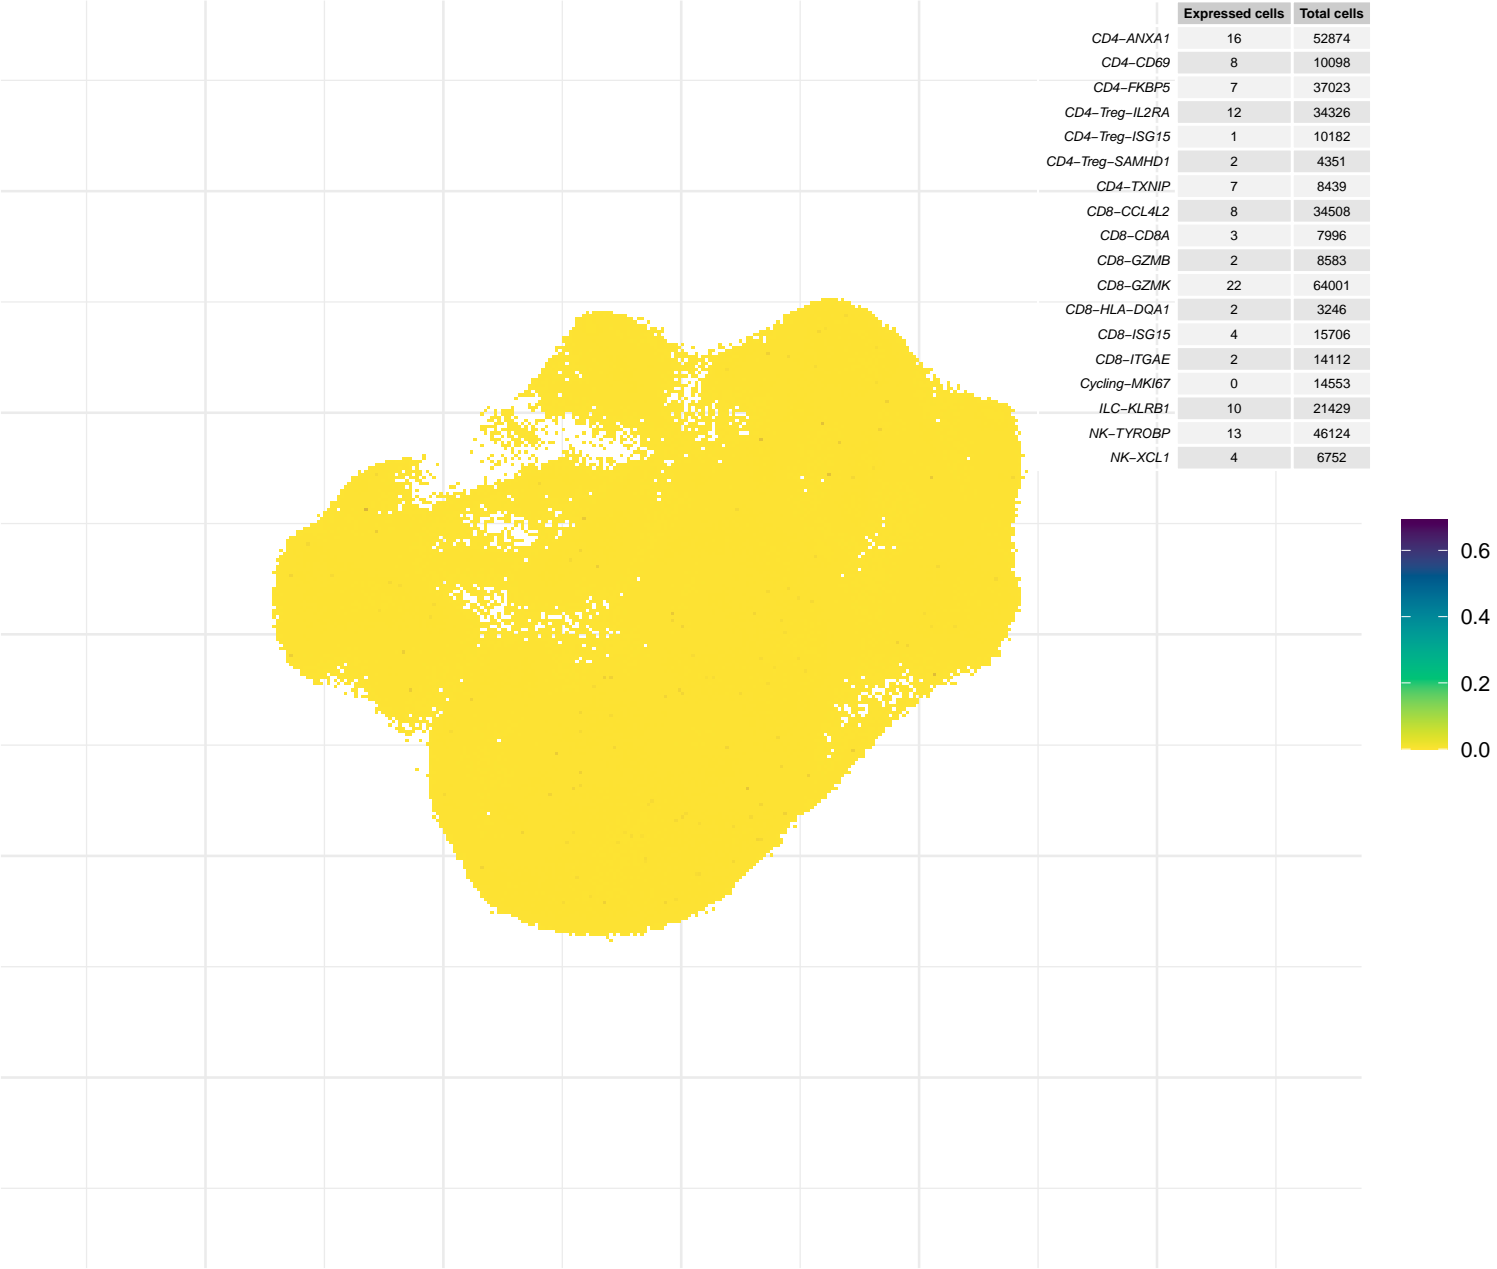 Expressed cells Total cells
CD4−ANXA1 16 52874
CD4−CD69 8 10098
CD4−FKBP5 7 37023
CD4−Treg−IL2RA 12 34326
CD4−Treg−ISG15 1 10182
CD4−Treg−SAMHD1 2 4351
CD4−TXNIP 7 8439
CD8−CCL4L2 8 34508
CD8−CD8A 3 7996
CD8−GZMB 2 8583
CD8−GZMK 22 64001
CD8−HLA−DQA1 2 3246
CD8−ISG15 4 15706
CD8−ITGAE 2 14112
Cycling−MKI67 0 14553
ILC−KLRB1 10 21429
NK−TYROBP 13 46124
NK−XCL1 4 6752
0.6
0.4
0.2
0.0